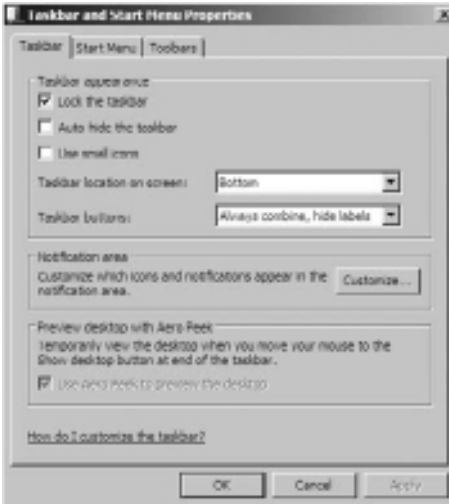 Taskbar and Start Menu Properties
Taskbar
Start Menu
Toolbars
Taskbar appearance
Lock the taskbar
Auto hide the taskbar
Use small icons
Taskbar location on screen:
Bottom
Taskbar buttons:
Always combine, hide labels
Notification area
Customize which icons and notifications appear in the
notification area.
Customize...
Preview desktop with Aero Peek
Temporarily view the desktop when you move your mouse to the
Show desktop button at end of the taskbar.
Use Aero Peek to preview the desktop
How do I customize the taskbar?
OK
Cancel
Apply